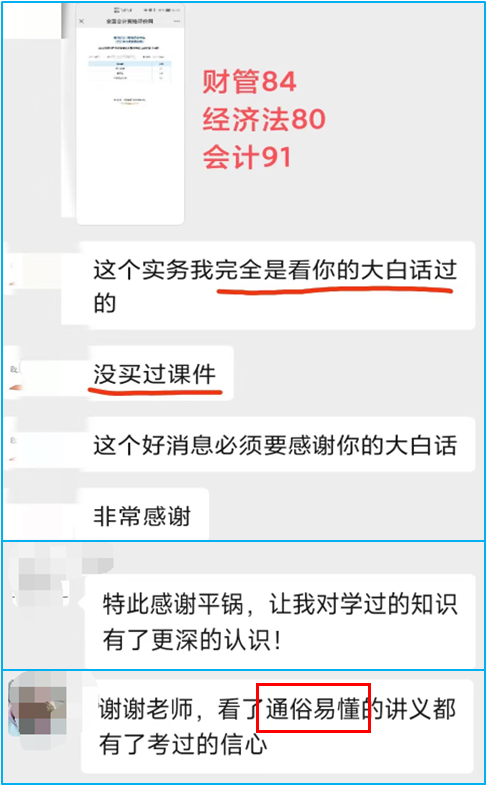 全国会计资格评价网
财管84
经济法80
会计91
这个实务我完全是看你的大白话过
的
没买过课件
这个好消息必须要感谢你的大白话
非常感谢
特此感谢平锅，让我对学过的知识
有了更深的认识！
谢谢老师，看了通俗易懂的讲义都
有了考过的信心